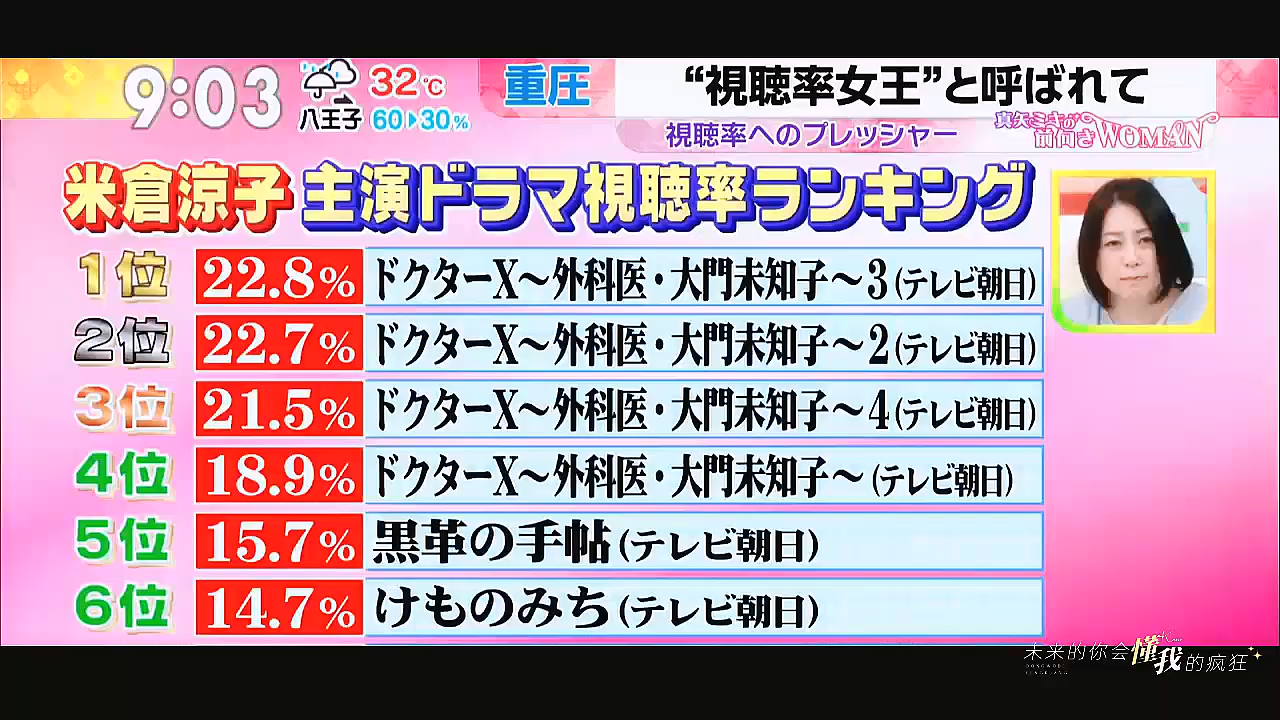 9:03
32℃
八王子 60▶30%
重圧 “視聴率女王”と呼ばれて
視聴率へのプレッシャー
真矢ミキが
前向きWOMAN
米倉涼子 主演ドラマ視聴率ランキング
1位 22.8% ドクターX～外科医・大門未知子～3(テレビ朝日)
2位 22.7% ドクターX～外科医・大門未知子～2(テレビ朝日)
3位 21.5% ドクターX～外科医・大門未知子～4(テレビ朝日)
4位 18.9% ドクターX～外科医・大門未知子～(テレビ朝日)
5位 15.7% 黒革の手帖(テレビ朝日)
6位 14.7% けものみち(テレビ朝日)
未来的你会懂我的疯狂